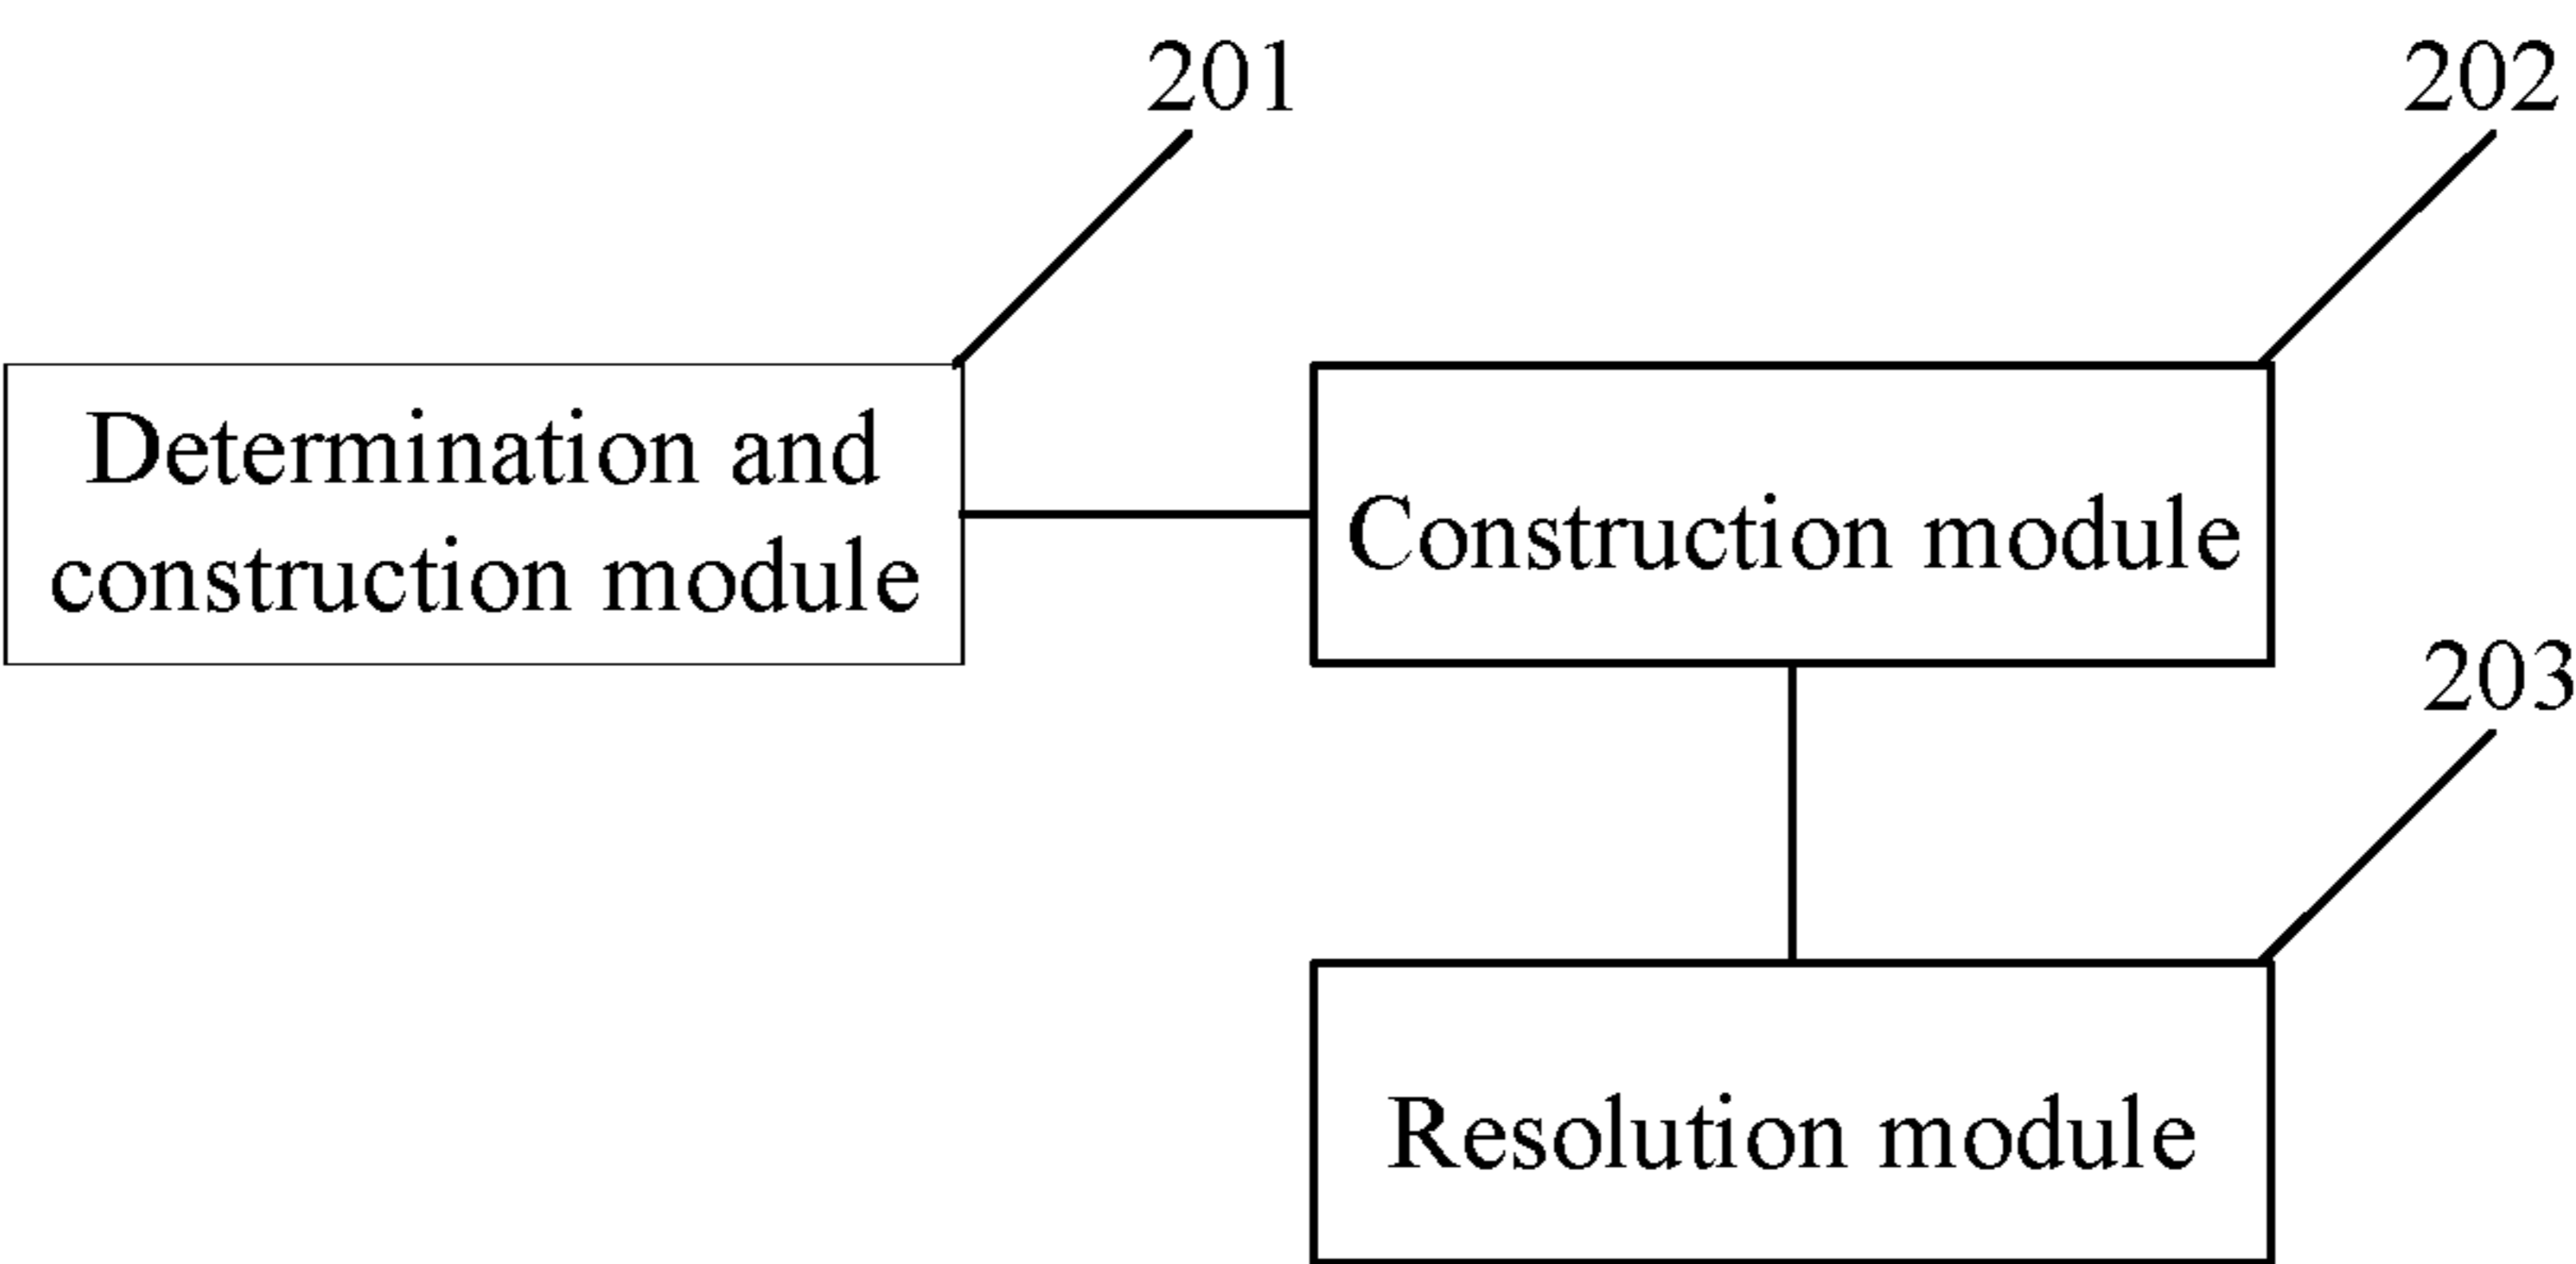 201
202
Determination and
construction module
Construction module
203
Resolution module